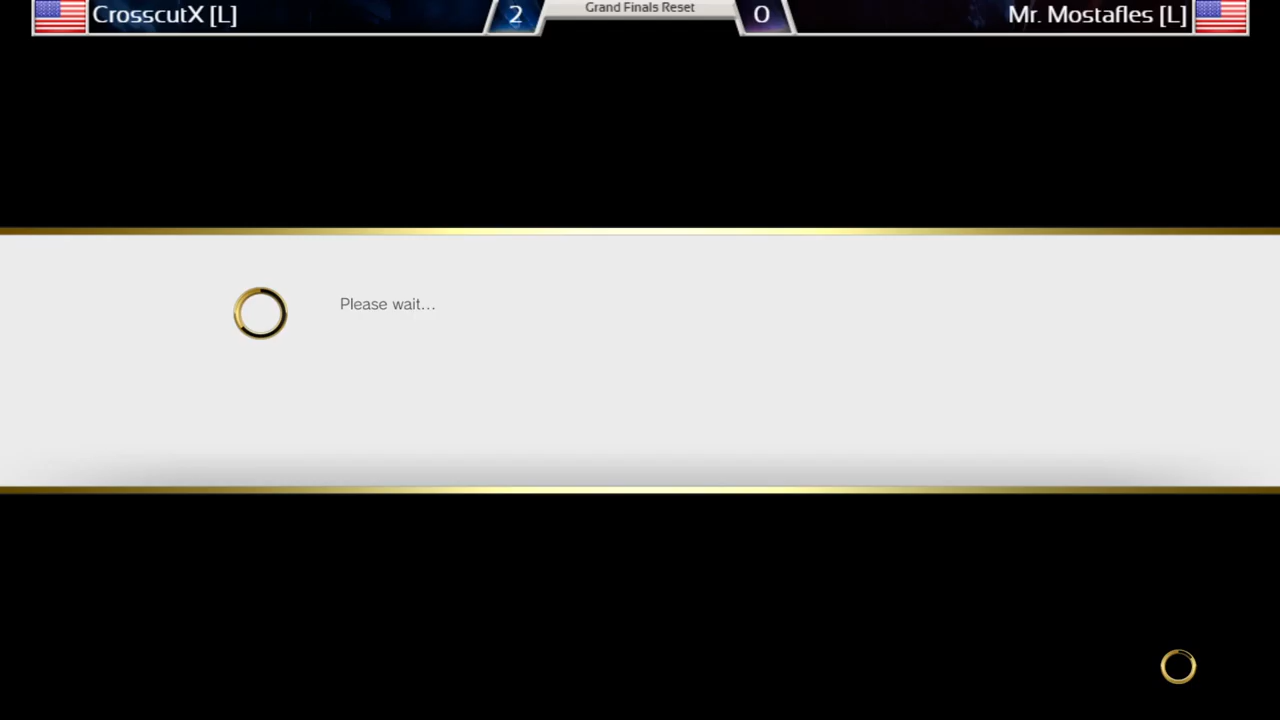 CrosscutX [L]
2
Grand Finals Reset
0
Mr. Mostafles [L]
Please wait...